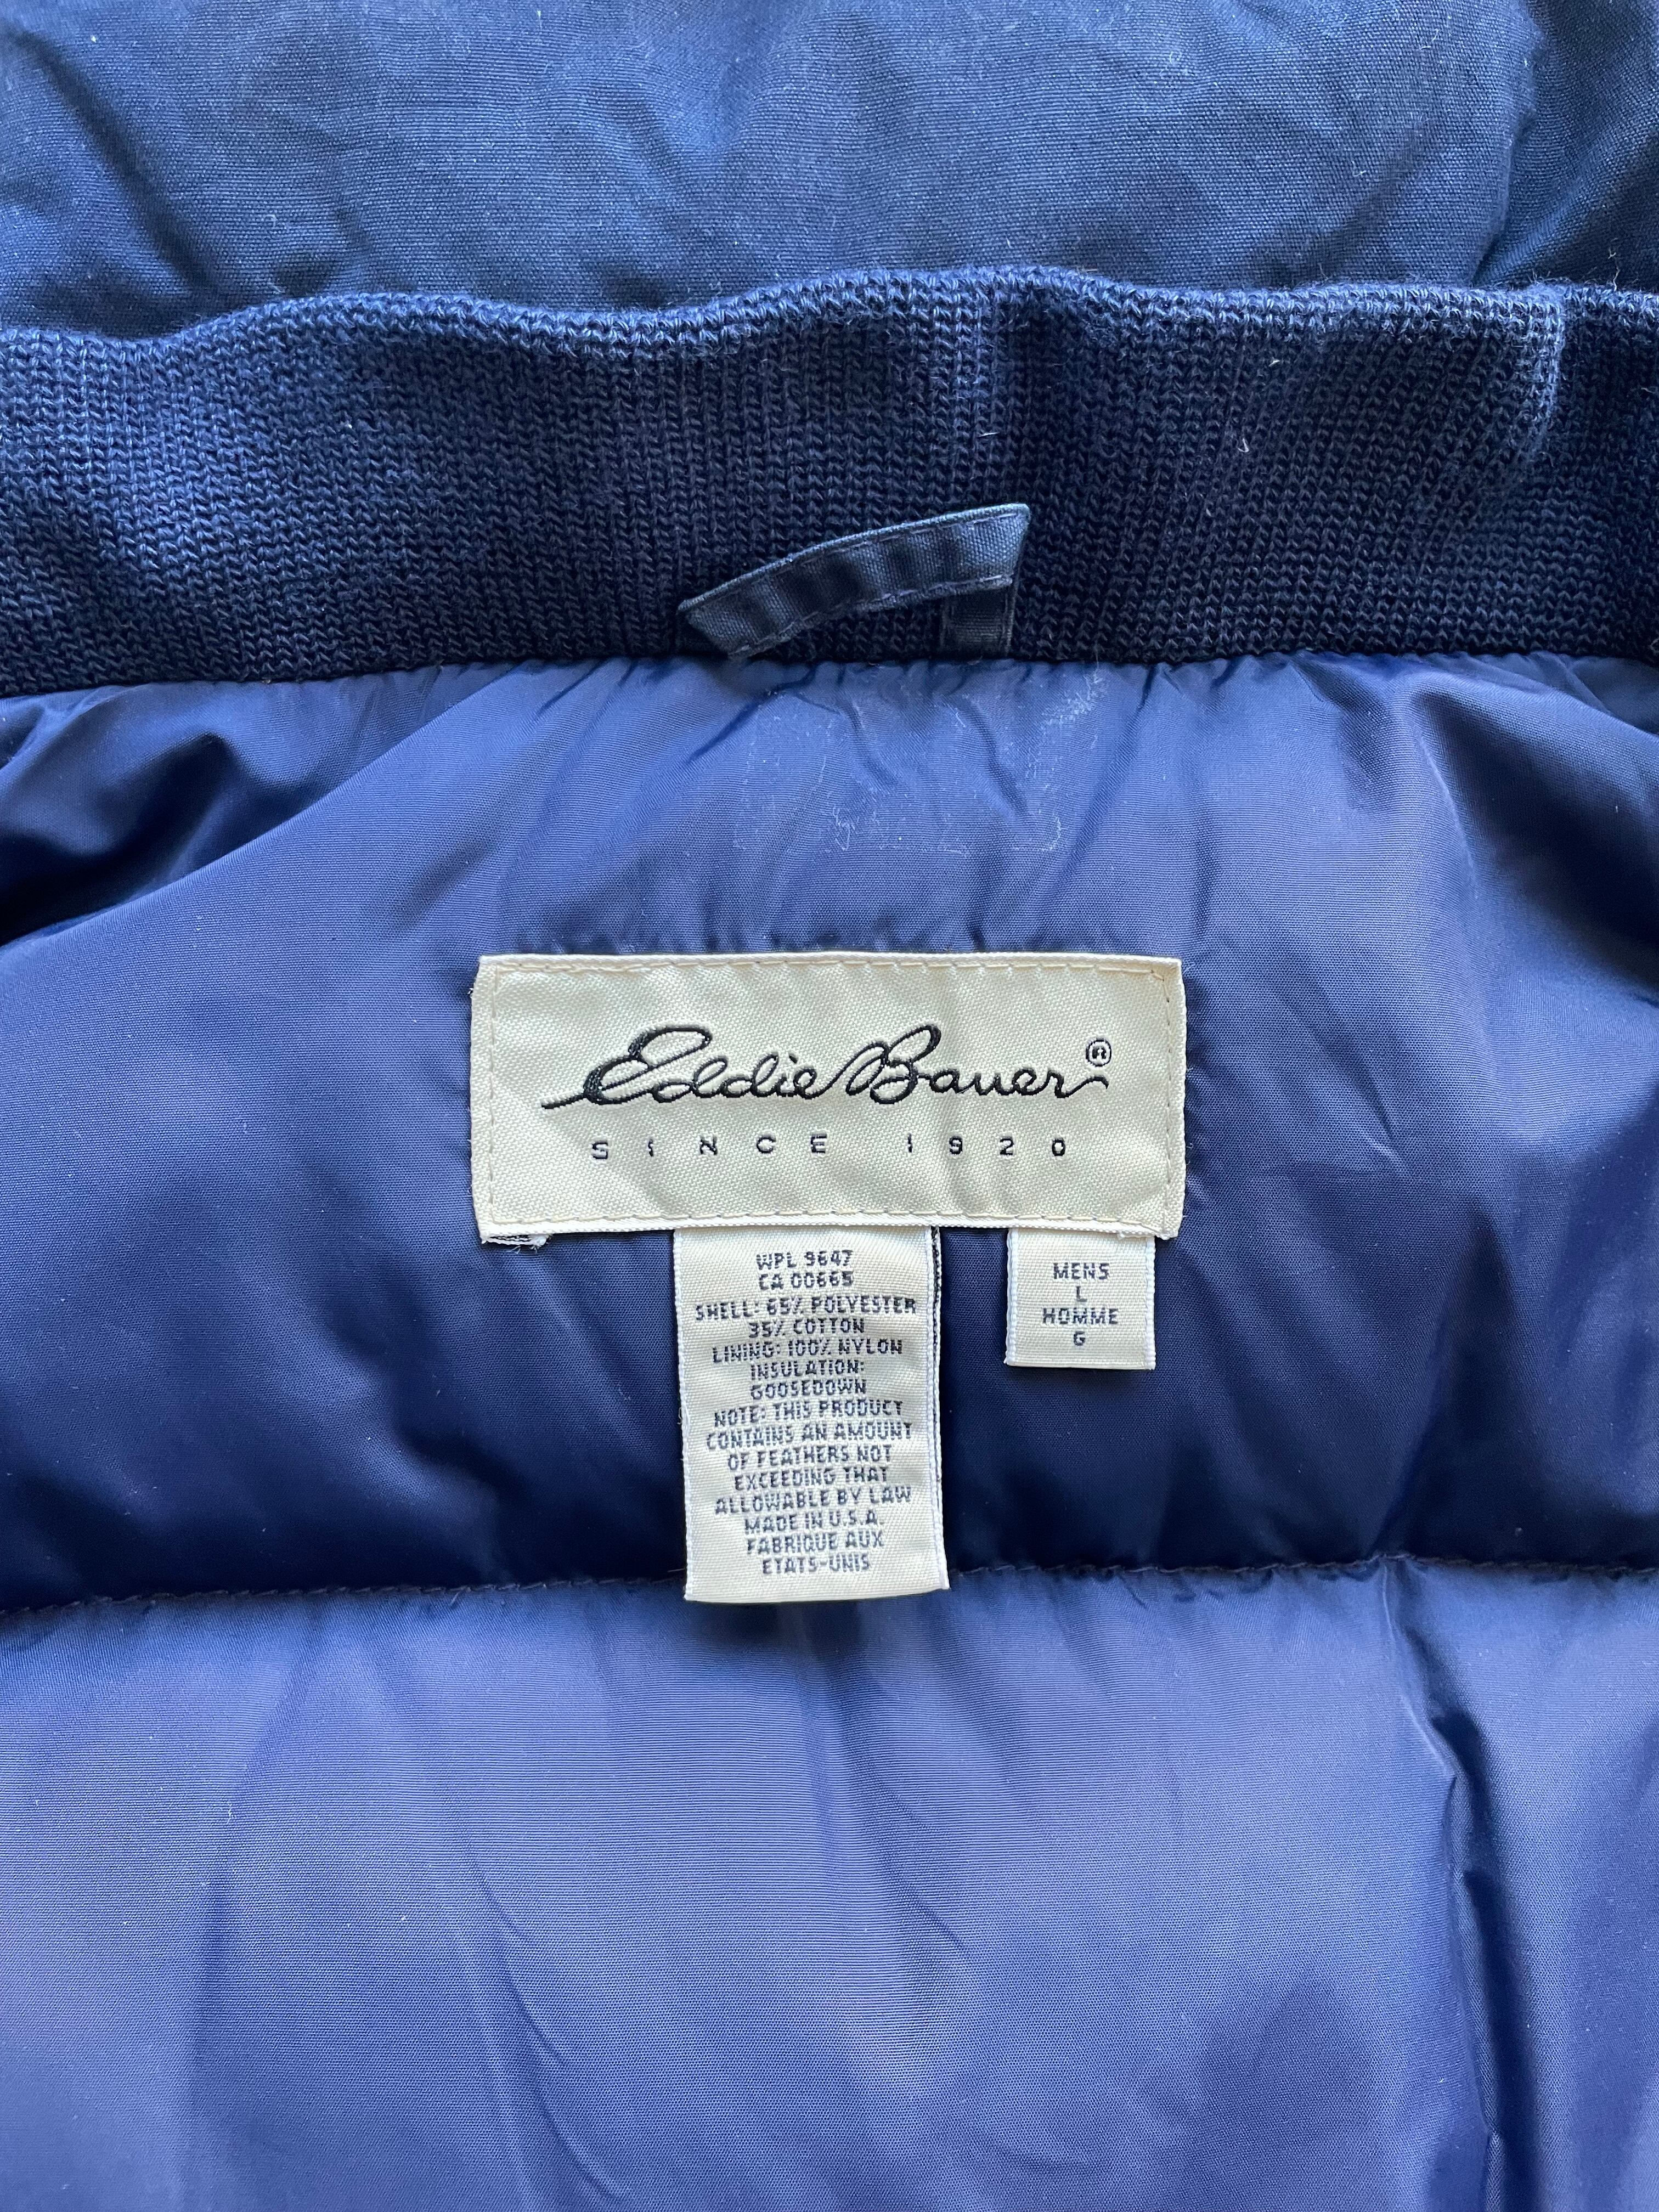 Eddie Bauer®
SINCE 1920
WPL 9647
CA 00665
SHELL: 65% POLYESTER
35% COTTON
LINING: 100% NYLON
INSULATION:
GOOSEDOWN
NOTE: THIS PRODUCT
CONTAINS AN AMOUNT
OF FEATHERS NOT
EXCEEDING THAT
ALLOWABLE BY LAW
MADE IN U.S.A.
FABRIQUE AUX
ETATS-UNIS
MENS
L
HOMME
G